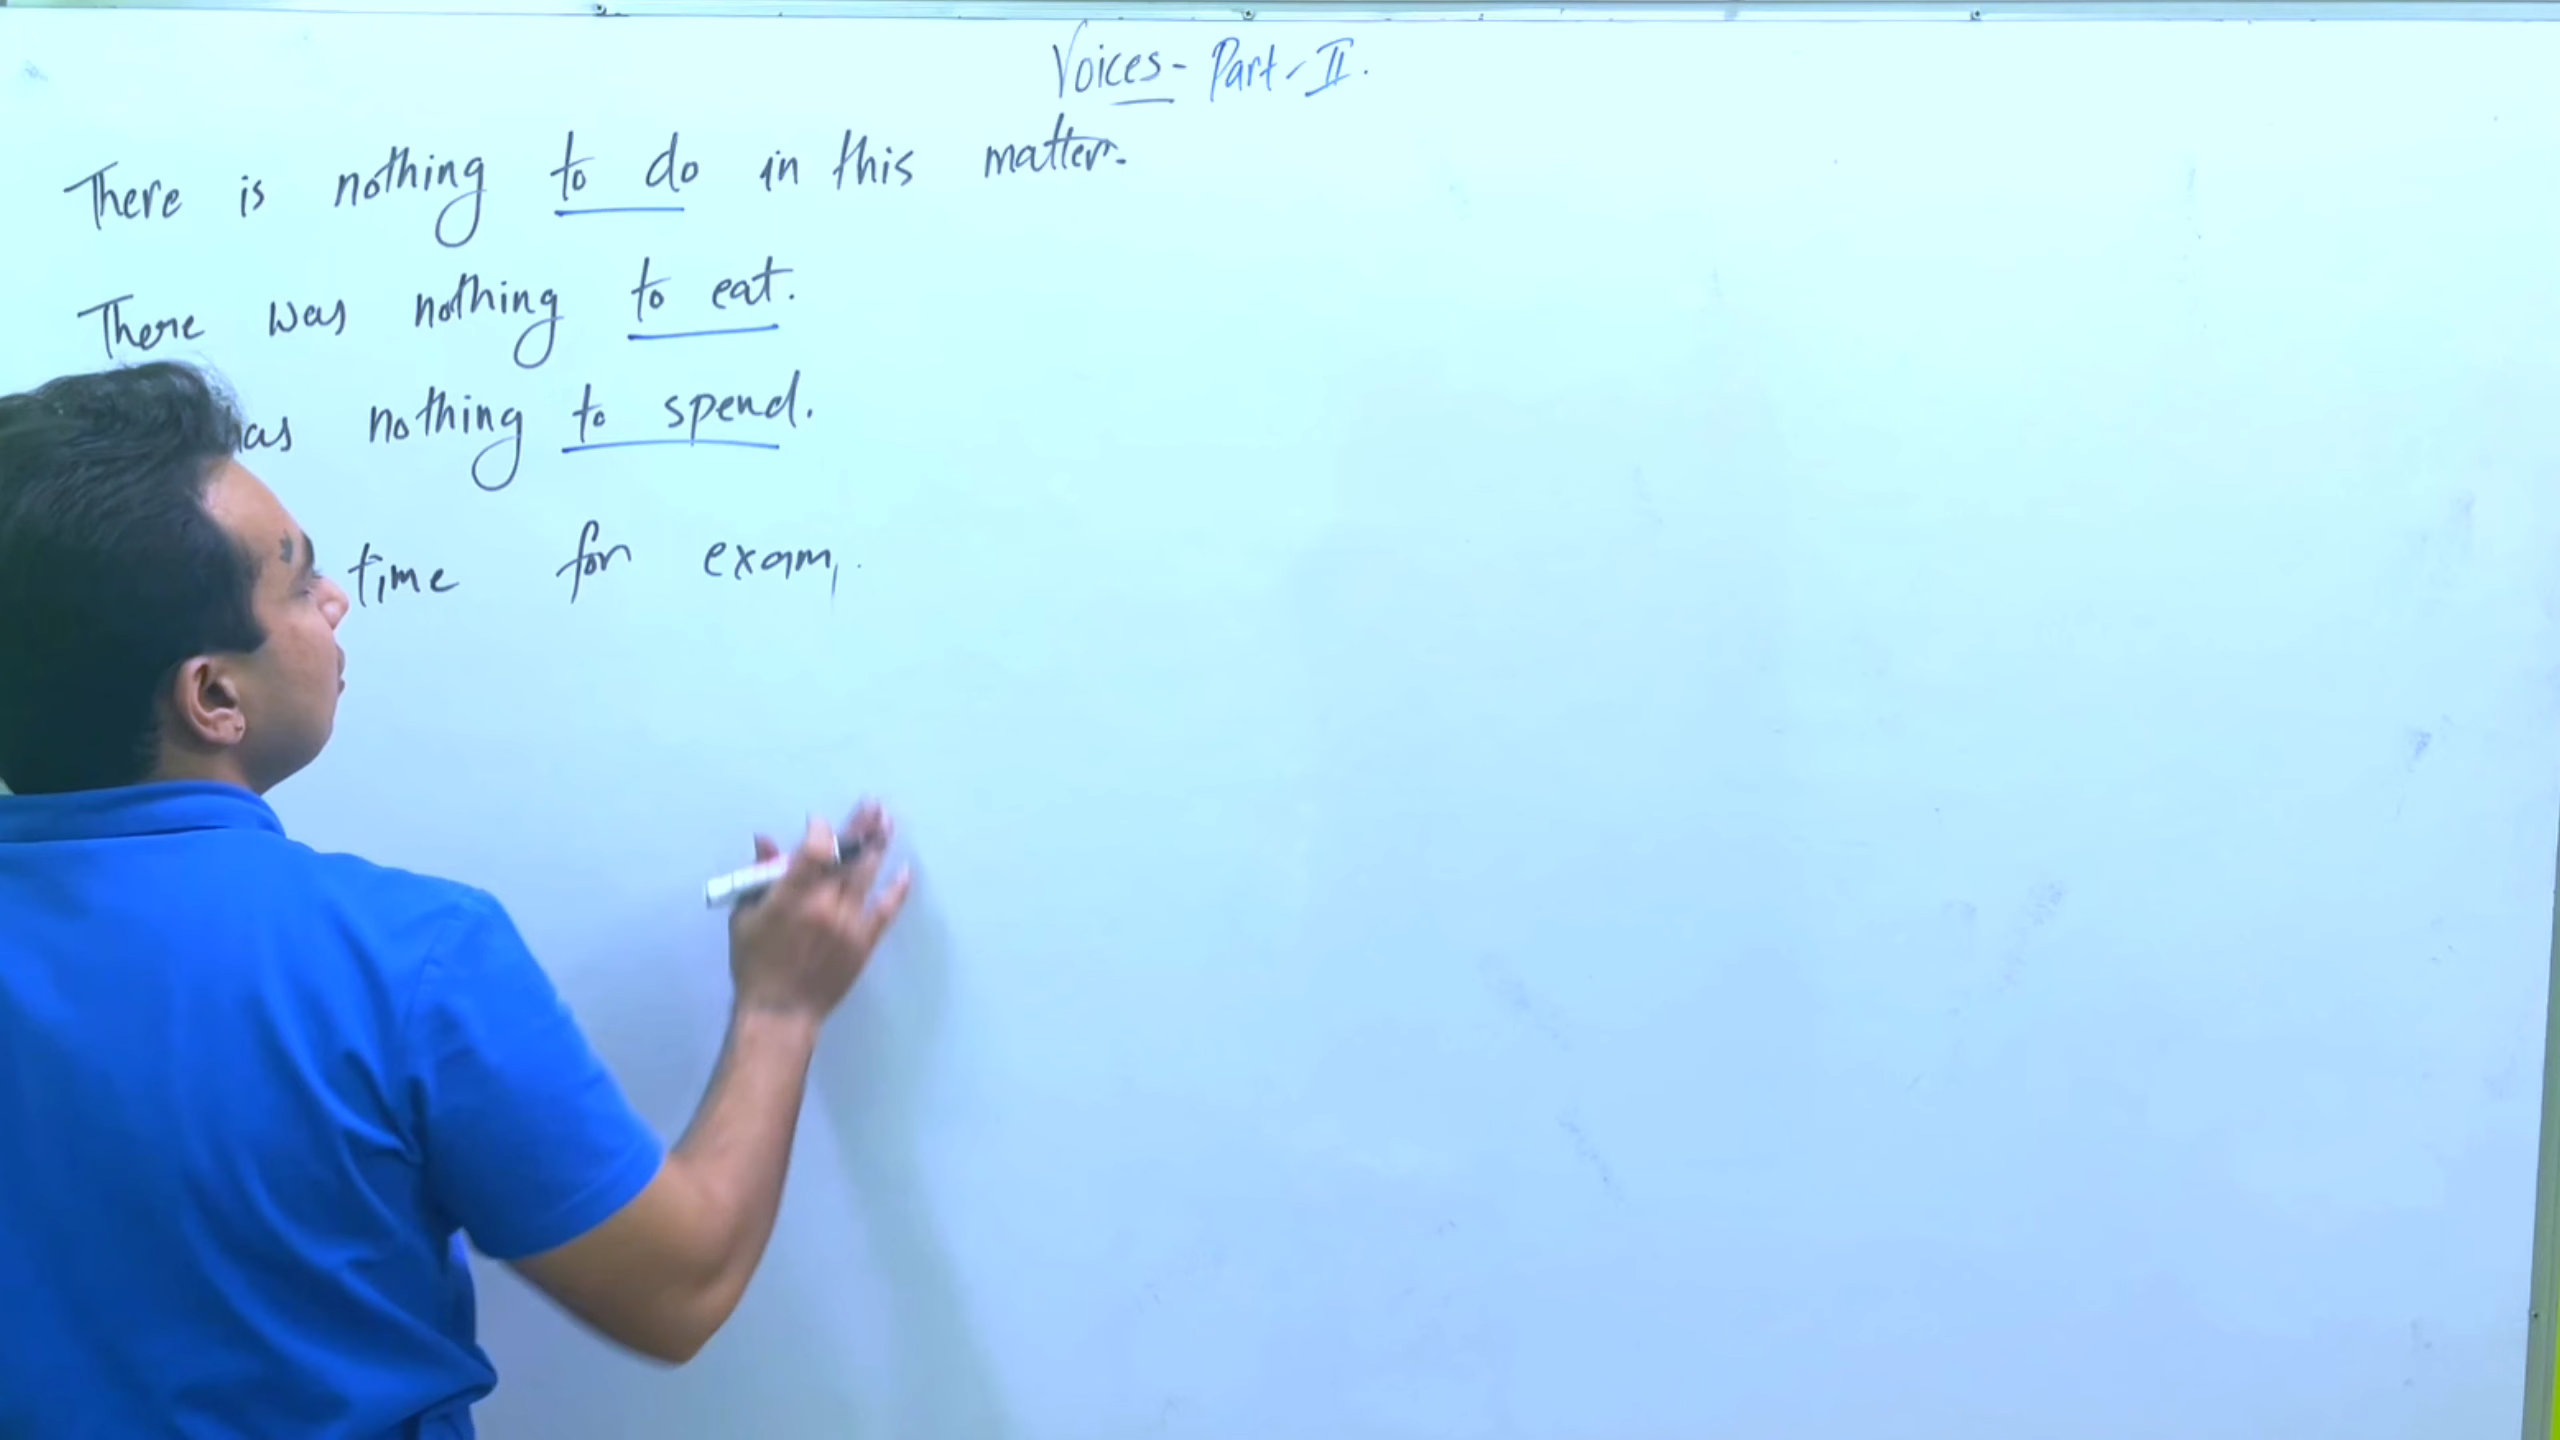 Voices - Part - II.
There is nothing to do in this matter.
There was nothing to eat.
has nothing to spend.
time for exam.